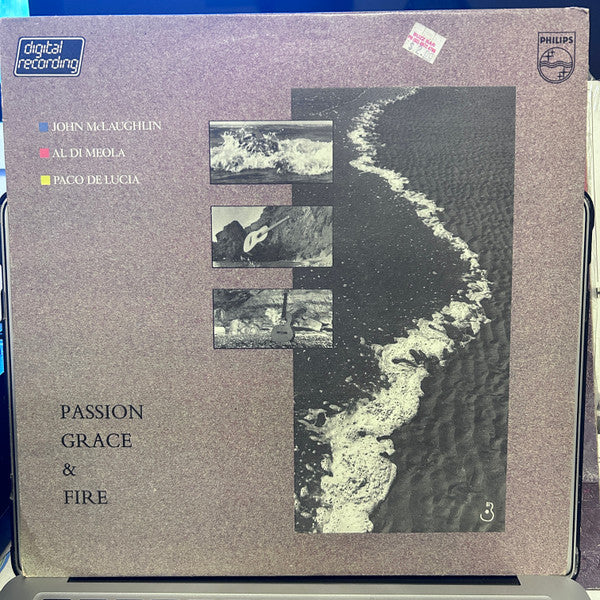 digital
recording
PHILIPS
JOHN McLAUGHLIN
AL DI MEOLA
PACO DE LUCIA
PASSION
GRACE
&
FIRE